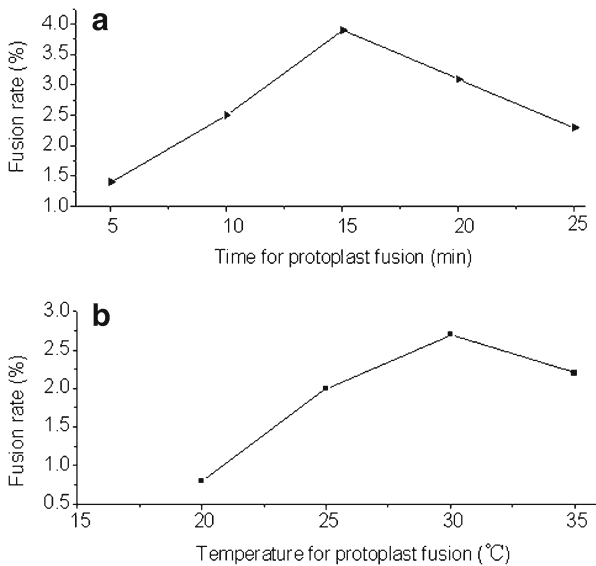 a
4.0
3.5
3.0
2.5
2.0
1.5
1.0
Fusion rate (%)
5 10 15 20 25
Time for protoplast fusion (min)
b
3.0
2.5
2.0
1.5
1.0
0.5
Fusion rate (%)
15 20 25 30 35
Temperature for protoplast fusion (℃)